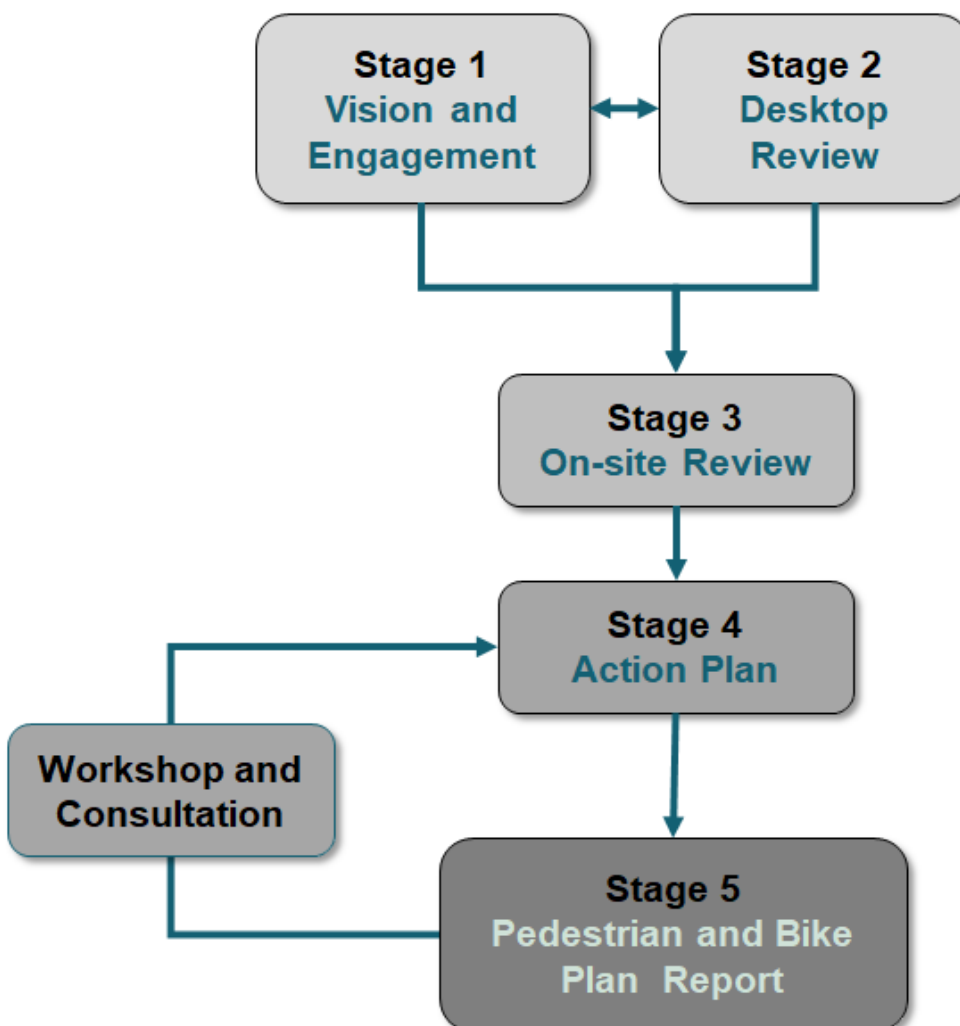 Stage 1
Vision and
Engagement
Stage 2
Desktop
Review
Stage 3
On-site Review
Stage 4
Action Plan
Workshop and
Consultation
Stage 5
Pedestrian and Bike
Plan Report